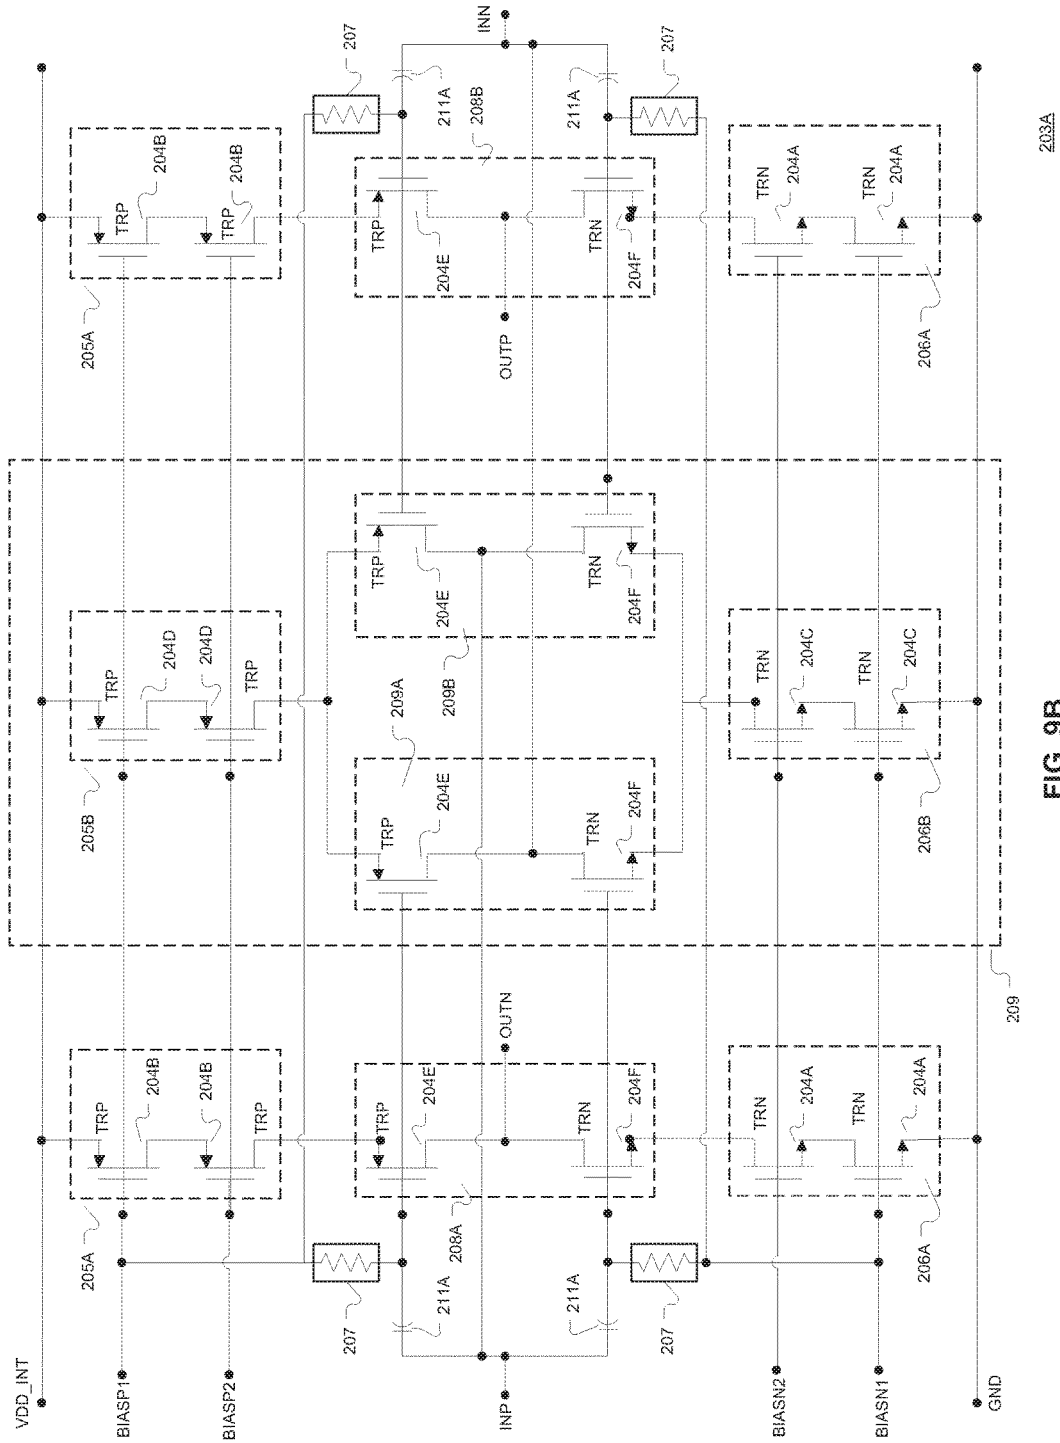 VDD_INT
205A
205B
205A
TRP
TRP
TRP
BIASP1
204B
204D
204B
204B
204D
TRP
204B
BIASP2
TRP
TRP
207
207
TRP
TRP
TRP
TRP
209A
211A
204E
204E
204E
204E
211A
208A
209B
208B
INN
INP
OUTN
OUTP
211A
211A
TRN
TRN
TRN
TRN
204F
204F
204F
204F
207
207
TRN
TRN
TRN
BIASN2
204A
204C
204A
TRN
TRN
TRN
BIASN1
204A
204C
204A
206A
206B
206A
GND
209
203A
FIG. 9B